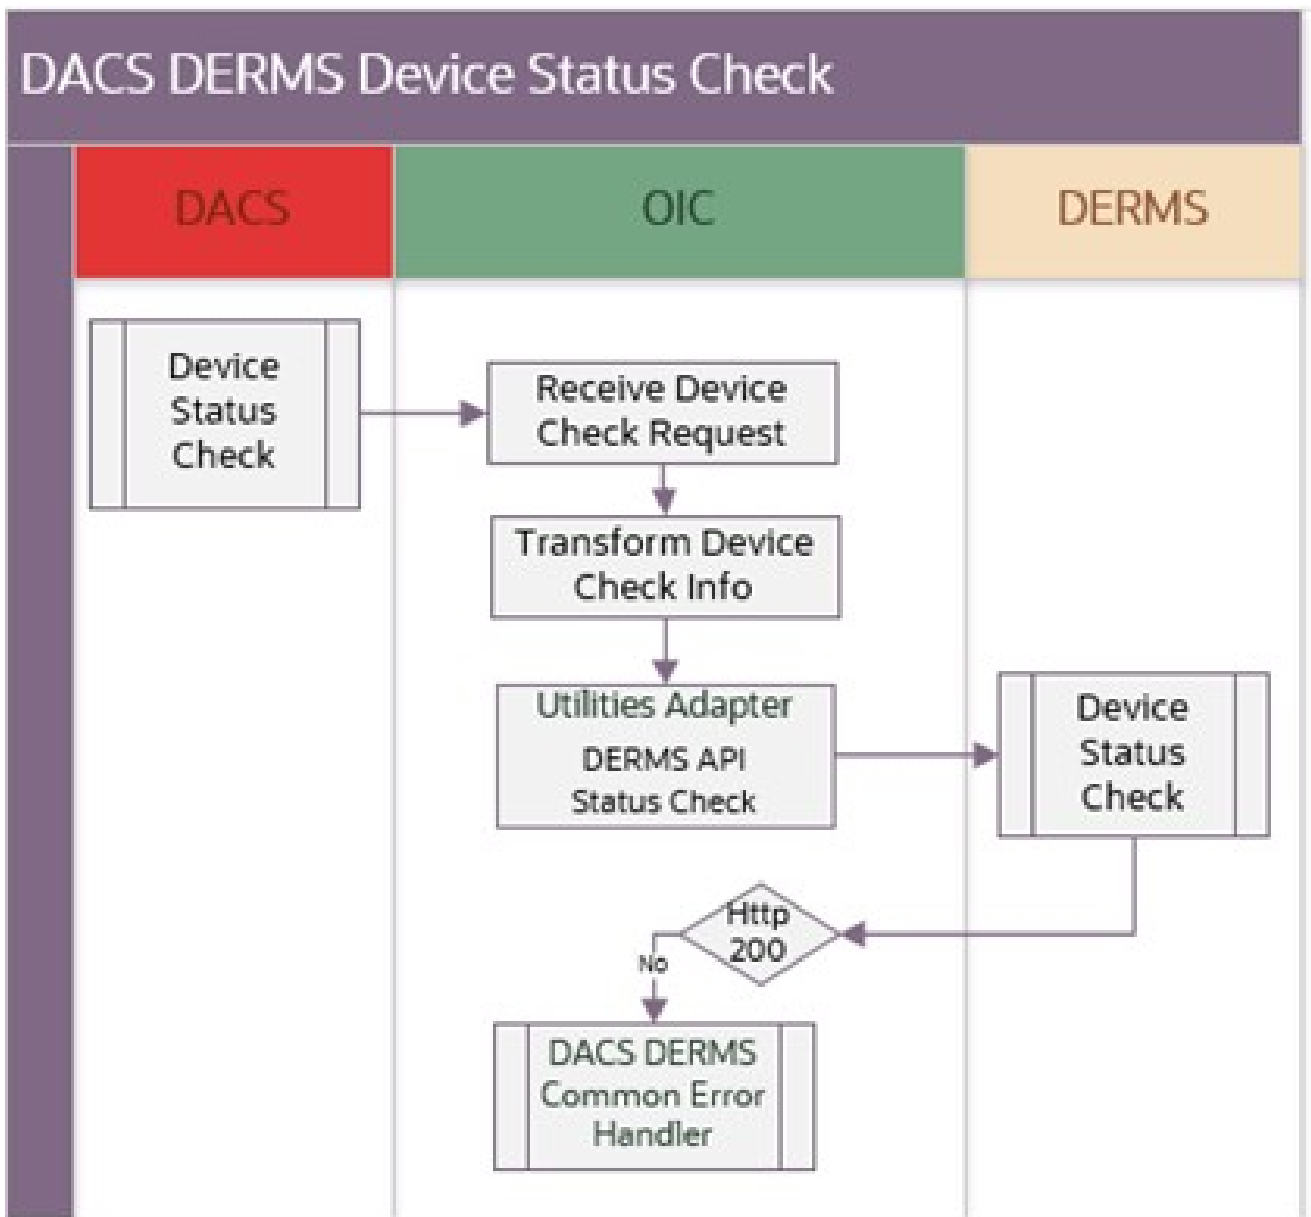 DACS DERMS Device Status Check
DACS
OIC
DERMS
Device
Status
Check
Receive Device
Check Request
Transform Device
Check Info
Utilities Adapter
DERMS API
Status Check
Device
Status
Check
Http
200
No
DACS DERMS
Common Error
Handler